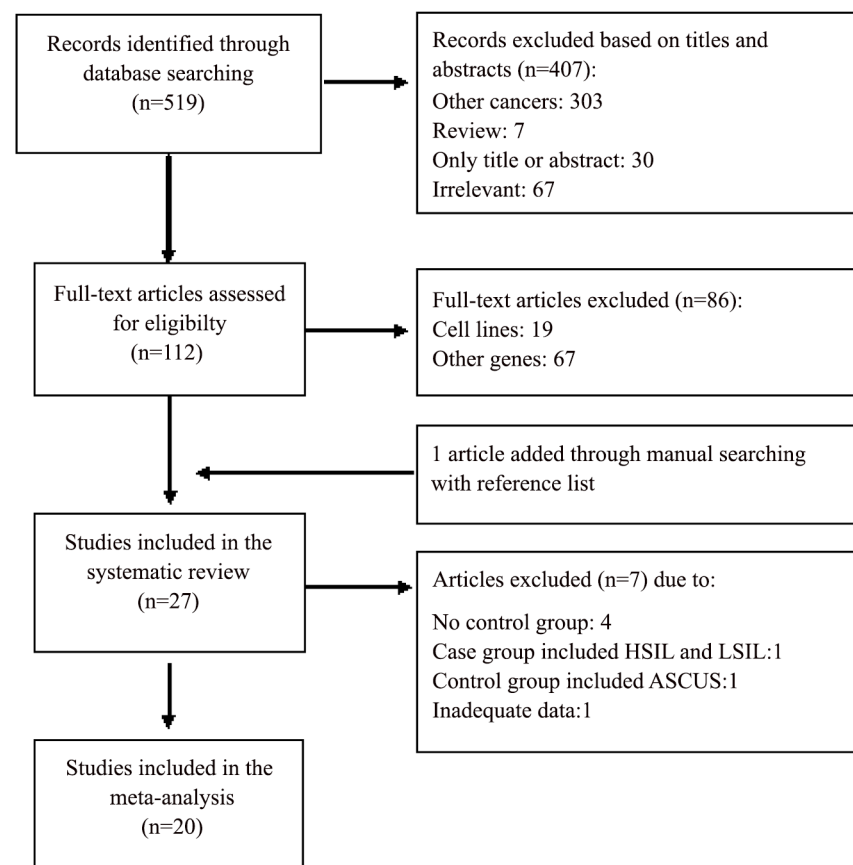 Records identified through
database searching
(n=519)
Records excluded based on titles and
abstracts (n=407):
Other cancers: 303
Review: 7
Only title or abstract: 30
Irrelevant: 67
Full-text articles assessed
for eligibilty
(n=112)
Full-text articles excluded (n=86):
Cell lines: 19
Other genes: 67
1 article added through manual searching
with reference list
Studies included in the
systematic review
(n=27)
Articles excluded (n=7) due to:
No control group: 4
Case group included HSIL and LSIL:1
Control group included ASCUS:1
Inadequate data:1
Studies included in the
meta-analysis
(n=20)